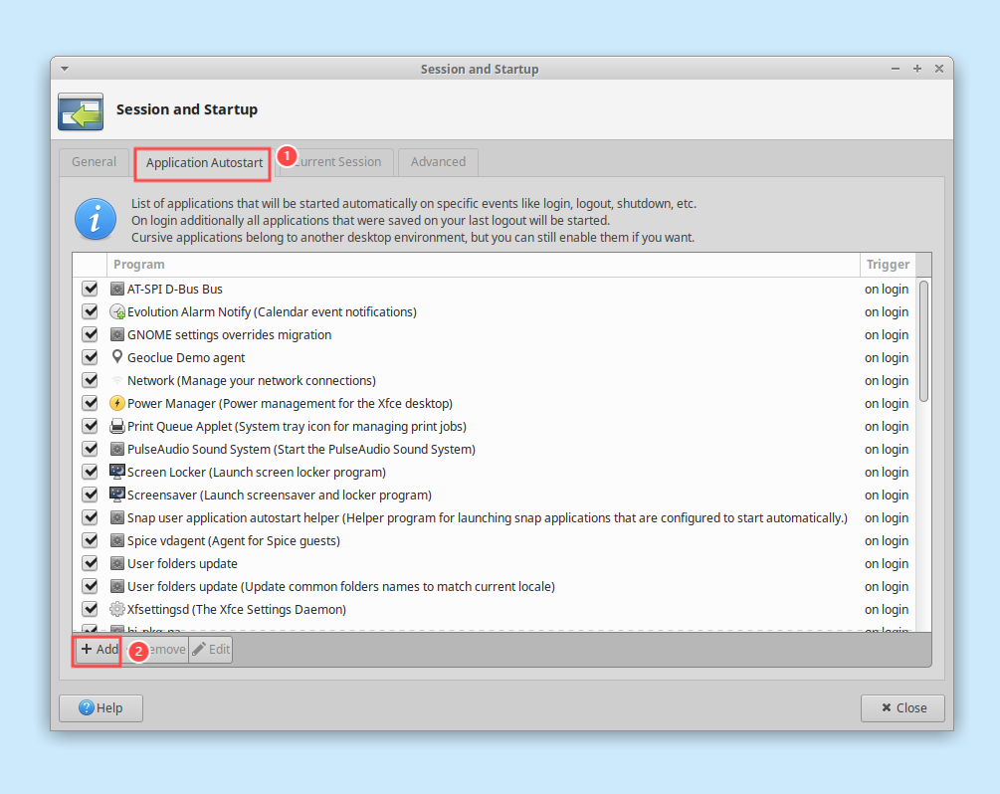 Session and Startup
Session and Startup
General
Application Autostart
1
urrent Session
Advanced
List of applications that will be started automatically on specific events like login, logout, shutdown, etc.
On login additionally all applications that were saved on your last logout will be started.
Cursive applications belong to another desktop environment, but you can still enable them if you want.
Program Trigger
AT-SPI D-Bus Bus on login
Evolution Alarm Notify (Calendar event notifications) on login
GNOME settings overrides migration on login
Geoclue Demo agent on login
Network (Manage your network connections) on login
Power Manager (Power management for the Xfce desktop) on login
Print Queue Applet (System tray icon for managing print jobs) on login
PulseAudio Sound System (Start the PulseAudio Sound System) on login
Screen Locker (Launch screen locker program) on login
Screensaver (Launch screensaver and locker program) on login
Snap user application autostart helper (Helper program for launching snap applications that are configured to start automatically.) on login
Spice vdagent (Agent for Spice guests) on login
User folders update on login
User folders update (Update common folders names to match current locale) on login
Xfsettingsd (The Xfce Settings Daemon) on login
on login
+ Add 2 emove Edit
Help Close